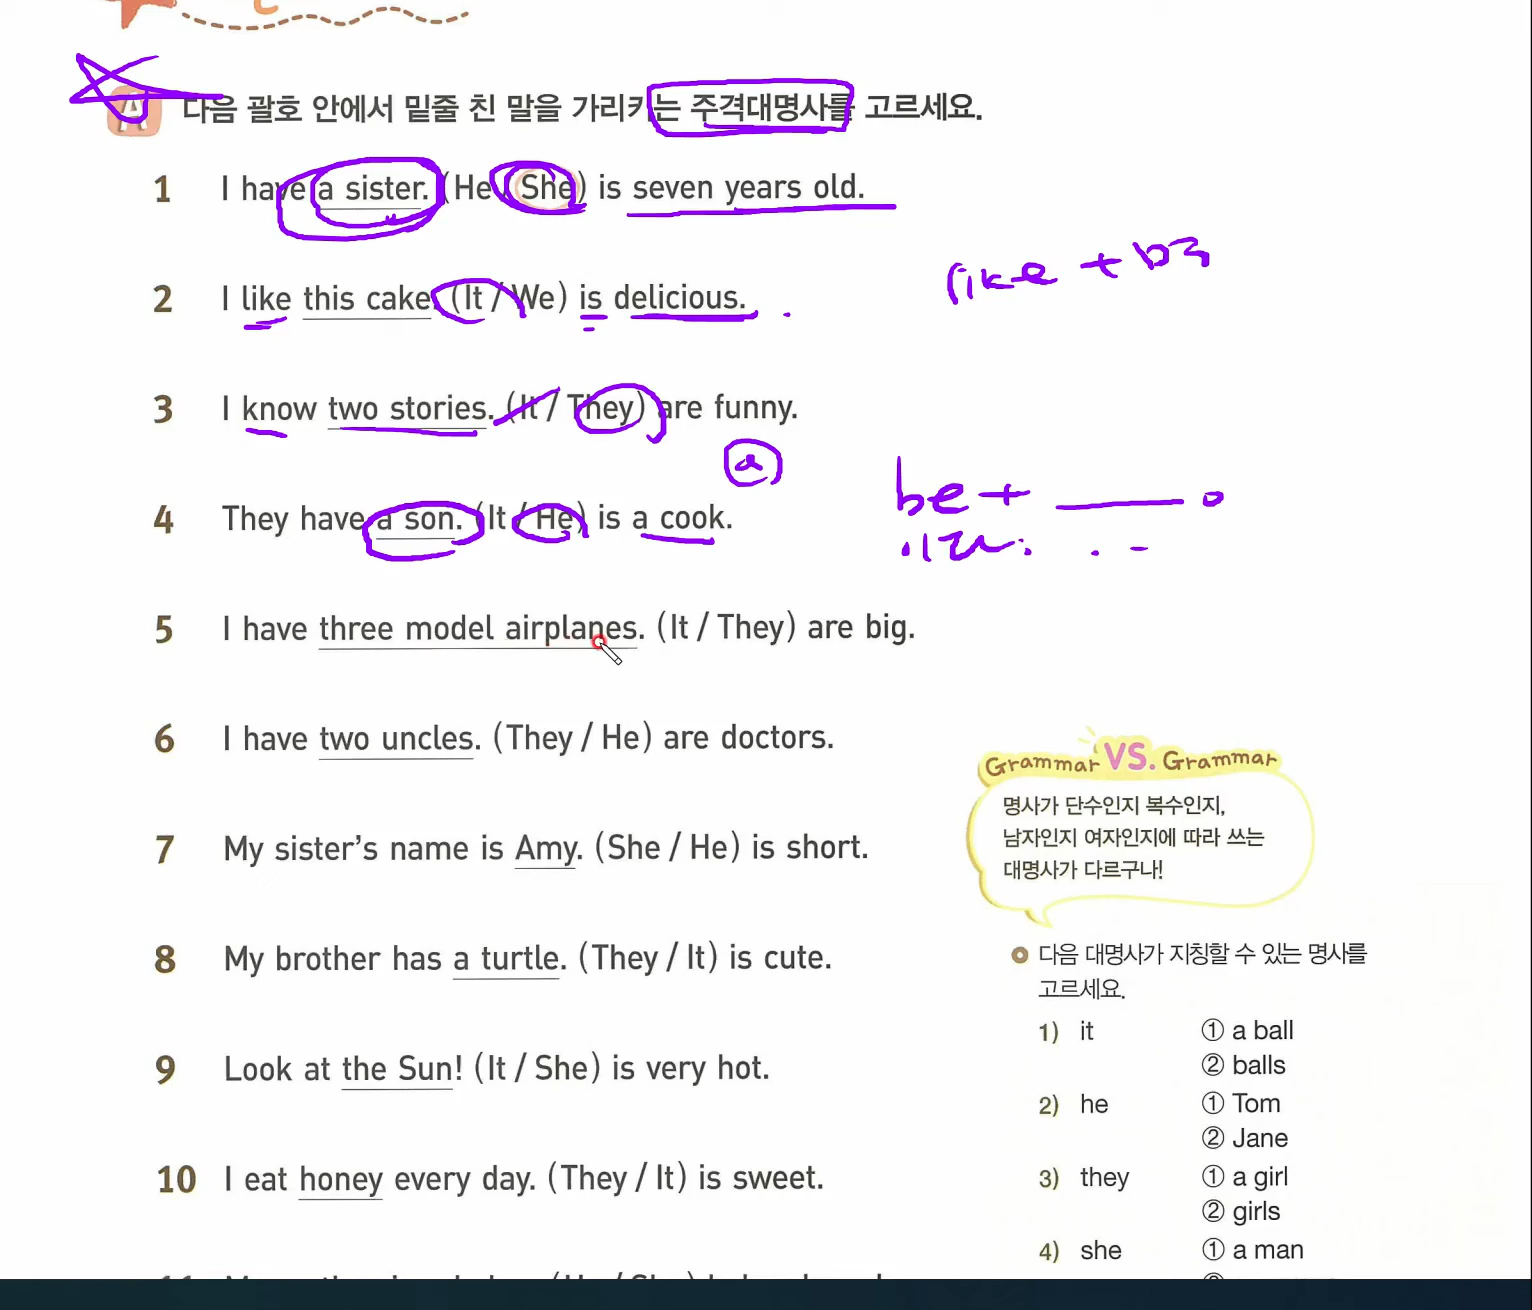 A 다음 괄호 안에서 밑줄 친 말을 가리키는 주격대명사를 고르세요.
1 I have a sister. (He / She) is seven years old.
like +
2 I like this cake. (It / We) is delicious.
3 I know two stories. (It / They) are funny.
a
be +
4 They have a son. (It / He) is a cook.
5 I have three model airplanes. (It / They) are big.
6 I have two uncles. (They / He) are doctors.
7 My sister's name is Amy. (She / He) is short.
8 My brother has a turtle. (They / It) is cute.
9 Look at the Sun! (It / She) is very hot.
10 I eat honey every day. (They / It) is sweet.
Grammar VS. Grammar
명사가 단수인지 복수인지,
남자인지 여자인지에 따라 쓰는
대명사가 다르구나!
다음 대명사가 지칭할 수 있는 명사를
고르세요.
1) it ① a ball
② balls
2) he ① Tom
② Jane
3) they ① a girl
② girls
4) she ① a man